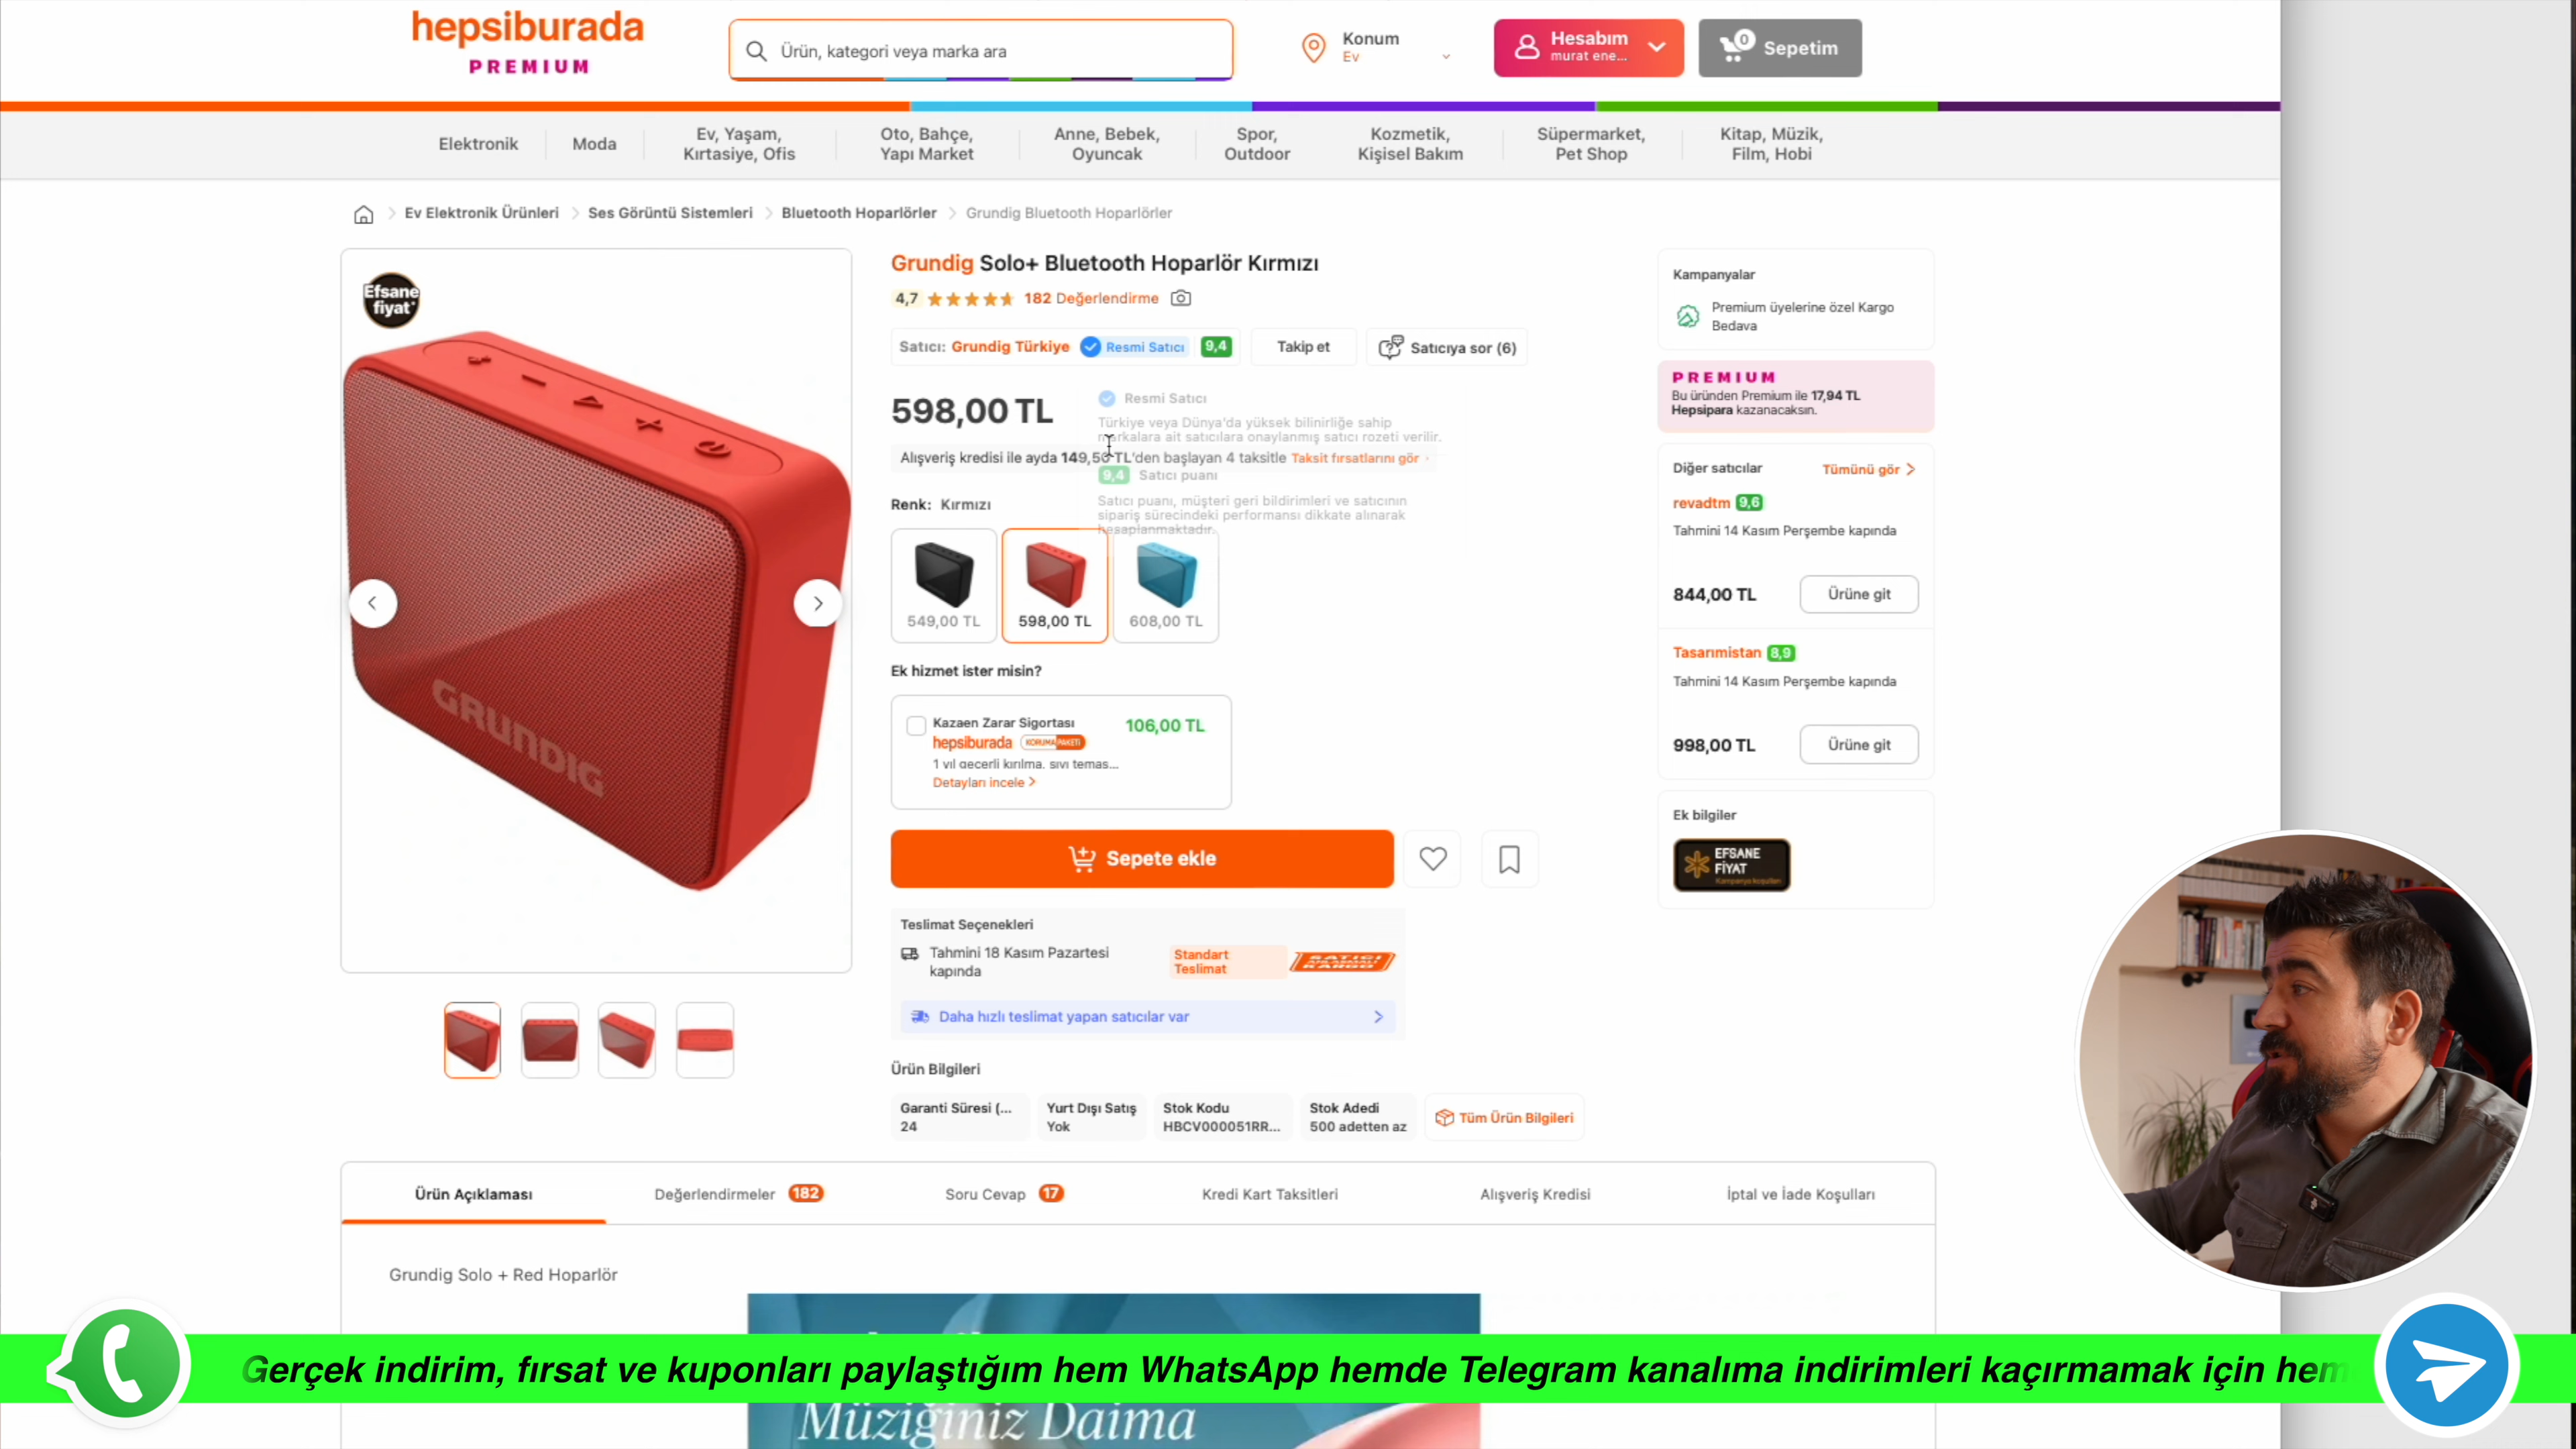 hepsiburada
PREMIUM
Ürün, kategori veya marka ara
Konum
Ev
Hesabım
murat ene...
0
Sepetim
Elektronik
Moda
Ev, Yaşam,
Kırtasiye, Ofis
Oto, Bahçe,
Yapı Market
Anne, Bebek,
Oyuncak
Spor,
Outdoor
Kozmetik,
Kişisel Bakım
Süpermarket,
Pet Shop
Kitap, Müzik,
Film, Hobi
Ev Elektronik Ürünleri
Ses Görüntü Sistemleri
Bluetooth Hoparlörler
Grundig Bluetooth Hoparlörler
Efsane
fiyat
GRUNDIG
Grundig Solo+ Bluetooth Hoparlör Kırmızı
4,7
182 Değerlendirme
Satıcı: Grundig Türkiye Resmi Satıcı 9,4
Takip et
Satıcıya sor (6)
598,00 TL
Resmi Satıcı
Türkiye veya Dünya'da yüksek bilinirliğe sahip
markalara ait satıcılara onaylanmış satıcı rozeti verilir.
Alışveriş kredisi ile ayda 149,50 TL'den başlayan 4 taksitle Taksit fırsatlarını gör
9,4 Satıcı puanı
Satıcı puanı, müşteri geri bildirimleri ve satıcının
sipariş sürecindeki performansı dikkate alınarak
hesaplanmaktadır.
Renk: Kırmızı
549,00 TL
598,00 TL
608,00 TL
Ek hizmet ister misin?
Kazaen Zarar Sigortası
106,00 TL
hepsiburada KORUMA PAKETİ
1 yıl geçerli kırılma, sıvı temas...
Detayları incele
Sepete ekle
Teslimat Seçenekleri
Tahmini 18 Kasım Pazartesi
kapında
Standart
Teslimat
SATICI
KARGO
Daha hızlı teslimat yapan satıcılar var
Ürün Bilgileri
Garanti Süresi (...
24
Yurt Dışı Satış
Yok
Stok Kodu
HBCV000051RR...
Stok Adedi
500 adetten az
Tüm Ürün Bilgileri
Kampanyalar
Premium üyelerine özel Kargo
Bedava
PREMIUM
Bu üründen Premium ile 17,94 TL
Hepsipara kazanacaksın.
Diğer satıcılar
Tümünü gör
revadtm 9,6
Tahmini 14 Kasım Perşembe kapında
844,00 TL
Ürüne git
Tasarımistan 8,9
Tahmini 14 Kasım Perşembe kapında
998,00 TL
Ürüne git
Ek bilgiler
EFSANE
FİYAT
Kampanya koşulları
Ürün Açıklaması
Değerlendirmeler 182
Soru Cevap 17
Kredi Kart Taksitleri
Alışveriş Kredisi
İptal ve İade Koşulları
Grundig Solo + Red Hoparlör
Gerçek indirim, fırsat ve kuponları paylaştığım hem WhatsApp hemde Telegram kanalıma indirimleri kaçırmamak için hem
Müziğiniz Daima